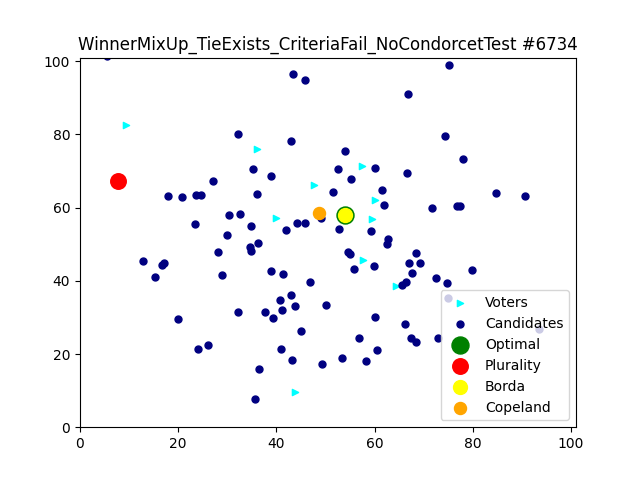 WinnerMixUp_TieExists_CriteriaFail_NoCondorcetTest #6734
100
80
60
40
20
0
0 20 40 60 80 100
Voters
Candidates
Optimal
Plurality
Borda
Copeland